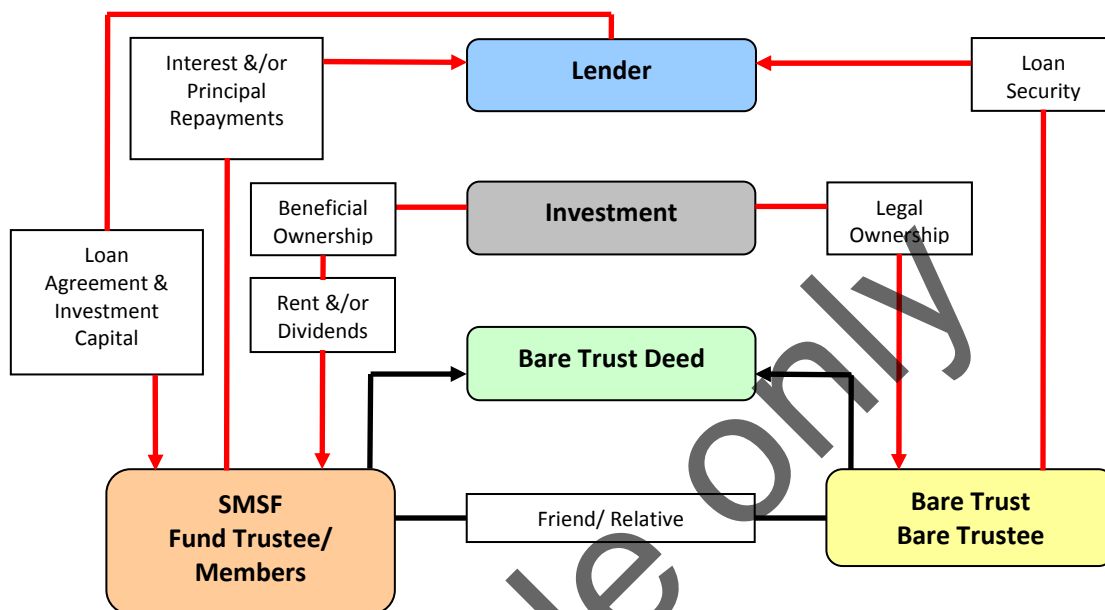 Interest &/or
Principal
Repayments
Lender
Loan
Security
Beneficial
Ownership
Investment
Legal
Ownership
Loan
Agreement &
Investment
Capital
Rent &/or
Dividends
Bare Trust Deed
SMSF
Fund Trustee/
Members
Friend/ Relative
Bare Trust
Bare Trustee
only